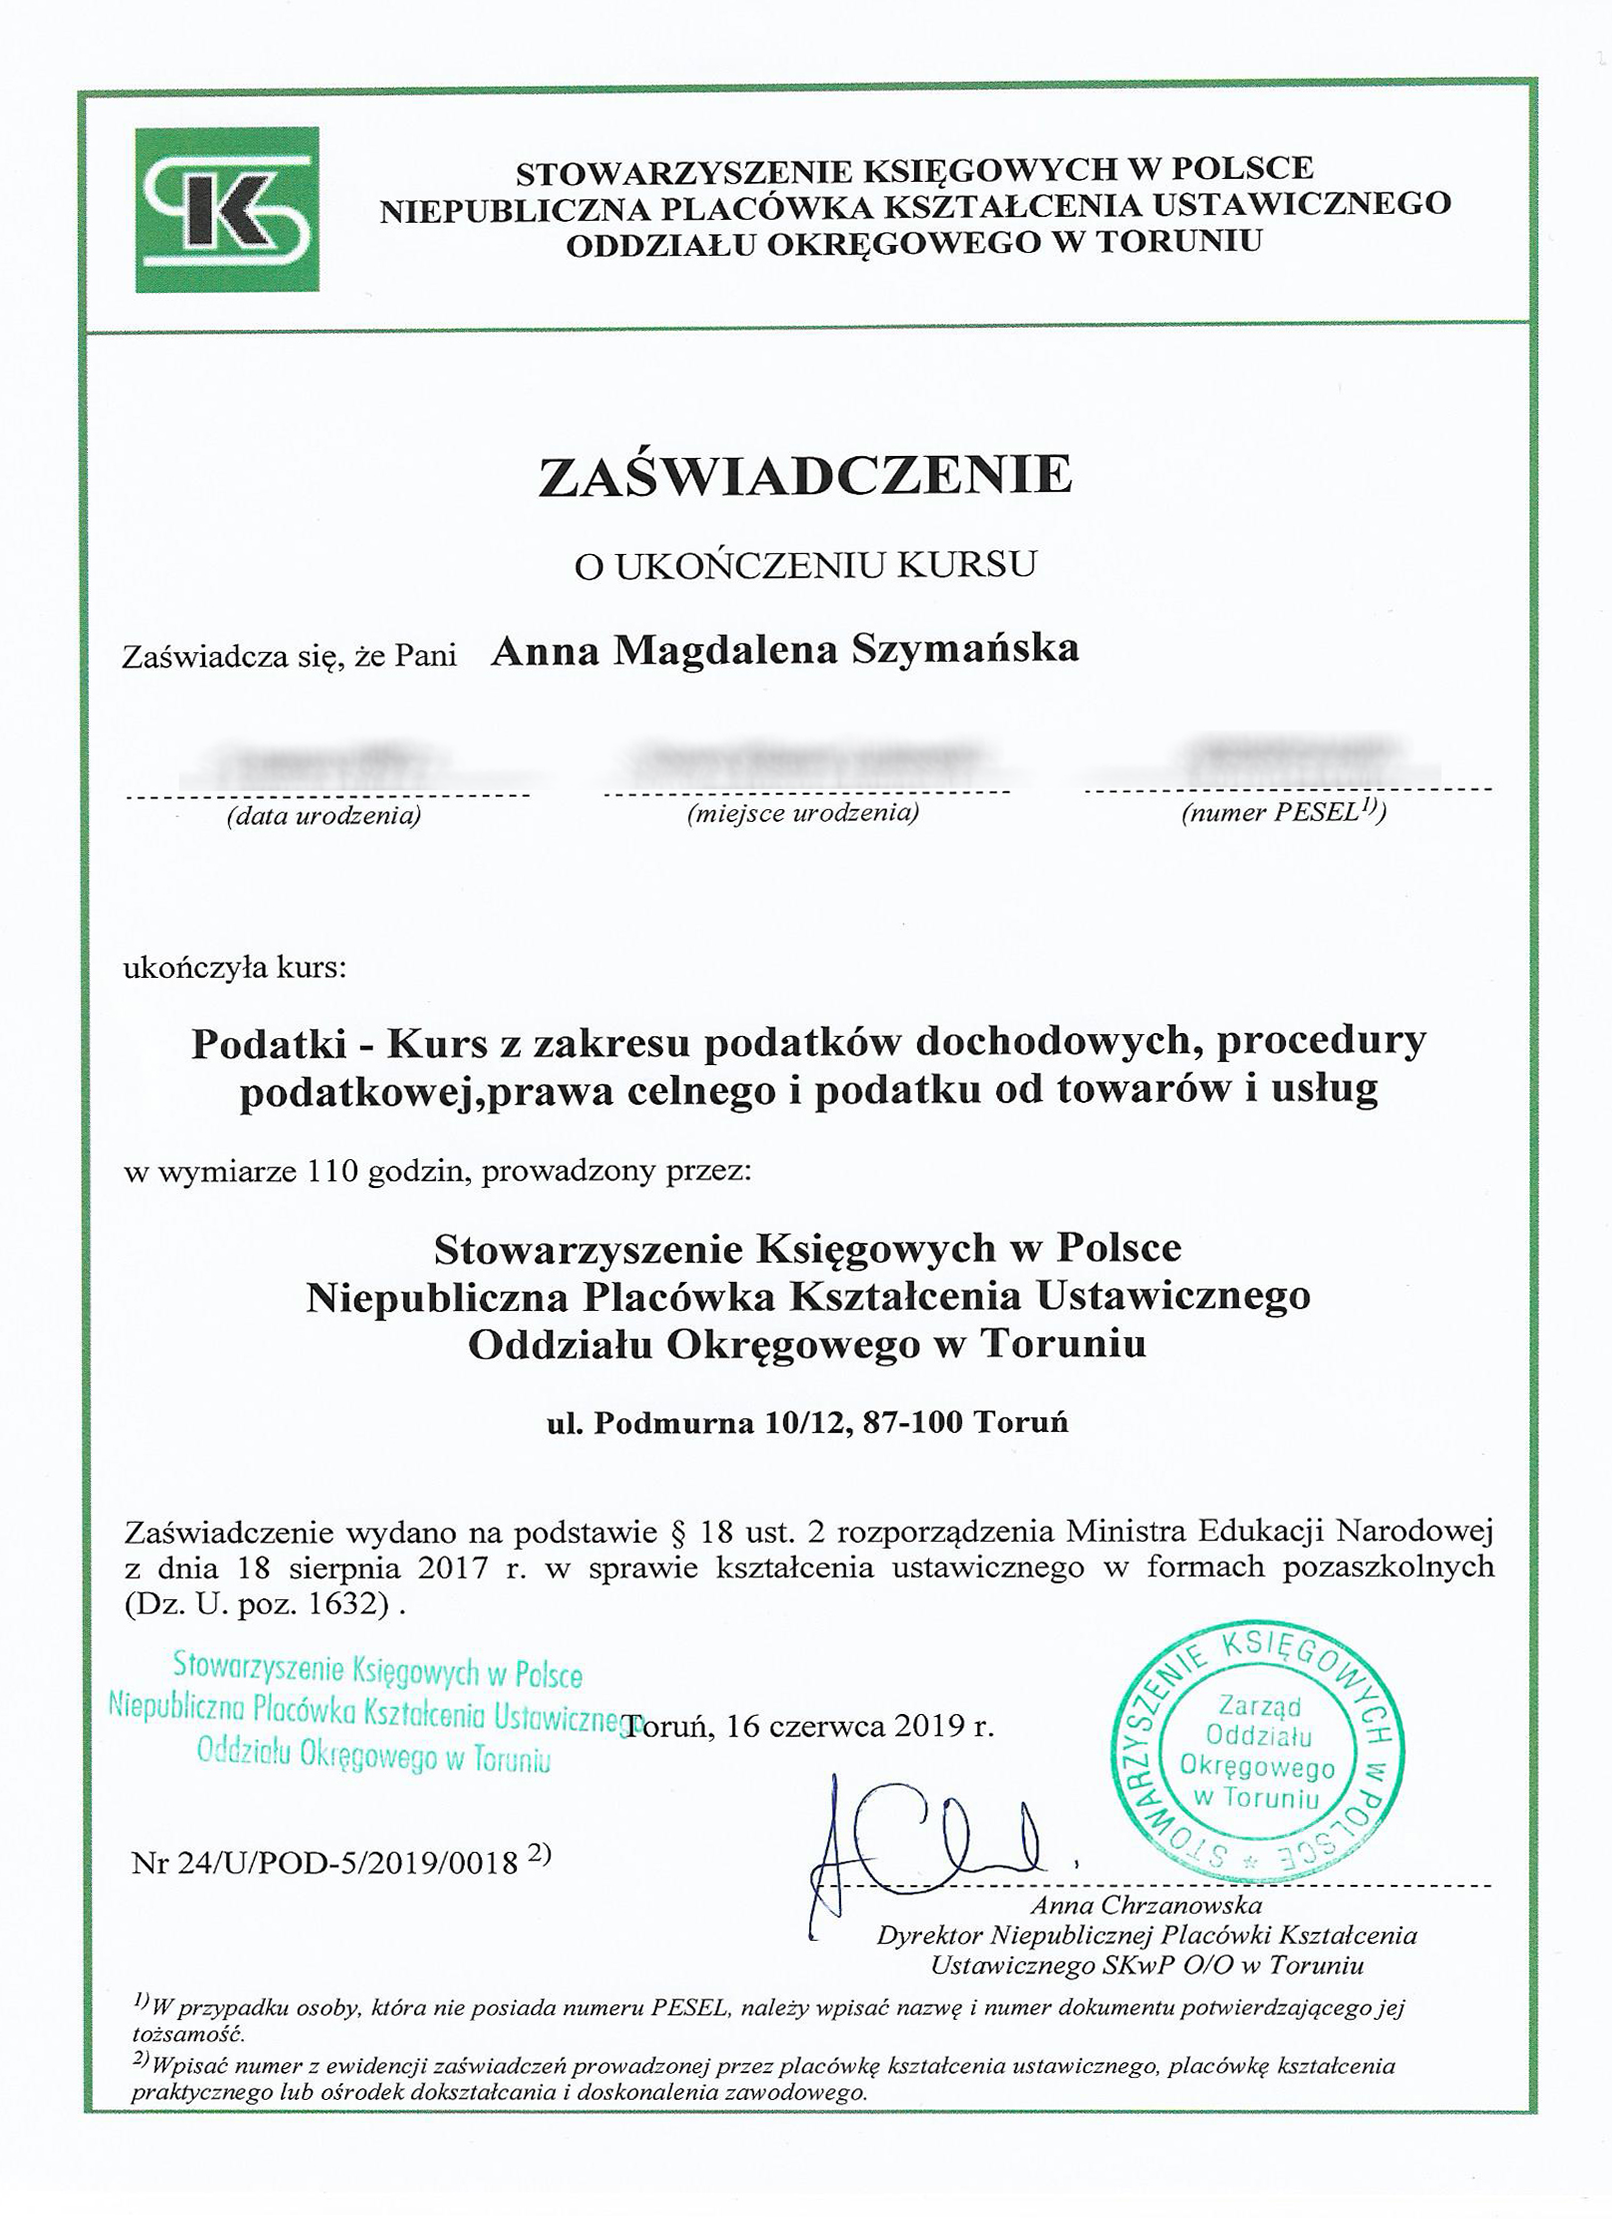 K
STOWARZYSZENIE KSIĘGOWYCH W POLSCE
NIEPUBLICZNA PLACÓWKA KSZTAŁCENIA USTAWICZNEGO
ODDZIAŁU OKRĘGOWEGO W TORUNIU
ZAŚWIADCZENIE
O UKOŃCZENIU KURSU
Zaświadcza się, że Pani Anna Magdalena Szymańska
(data urodzenia) (miejsce urodzenia) (numer PESEL1))
ukończyła kurs:
Podatki - Kurs z zakresu podatków dochodowych, procedury
podatkowej,prawa celnego i podatku od towarów i usług
w wymiarze 110 godzin, prowadzony przez:
Stowarzyszenie Księgowych w Polsce
Niepubliczna Placówka Kształcenia Ustawicznego
Oddziału Okręgowego w Toruniu
ul. Podmurna 10/12, 87-100 Toruń
Zaświadczenie wydano na podstawie § 18 ust. 2 rozporządzenia Ministra Edukacji Narodowej
z dnia 18 sierpnia 2017 r. w sprawie kształcenia ustawicznego w formach pozaszkolnych
(Dz. U. poz. 1632) .
Stowarzyszenie Księgowych w Polsce
Niepubliczna Placówka Kształcenia Ustawicznego
Oddziału Okręgowego w Toruniu
Toruń, 16 czerwca 2019 r.
STOWARZYSZENIE KSIĘGOWYCH W POLSCE *
Zarząd
Oddziału
Okręgowego
w Toruniu
Nr 24/U/POD-5/2019/0018 2)
Anna Chrzanowska
Dyrektor Niepublicznej Placówki Kształcenia
Ustawicznego SKwP O/O w Toruniu
1) W przypadku osoby, która nie posiada numeru PESEL, należy wpisać nazwę i numer dokumentu potwierdzającego jej
tożsamość.
2) Wpisać numer z ewidencji zaświadczeń prowadzonej przez placówkę kształcenia ustawicznego, placówkę kształcenia
praktycznego lub ośrodek dokształcania i doskonalenia zawodowego.